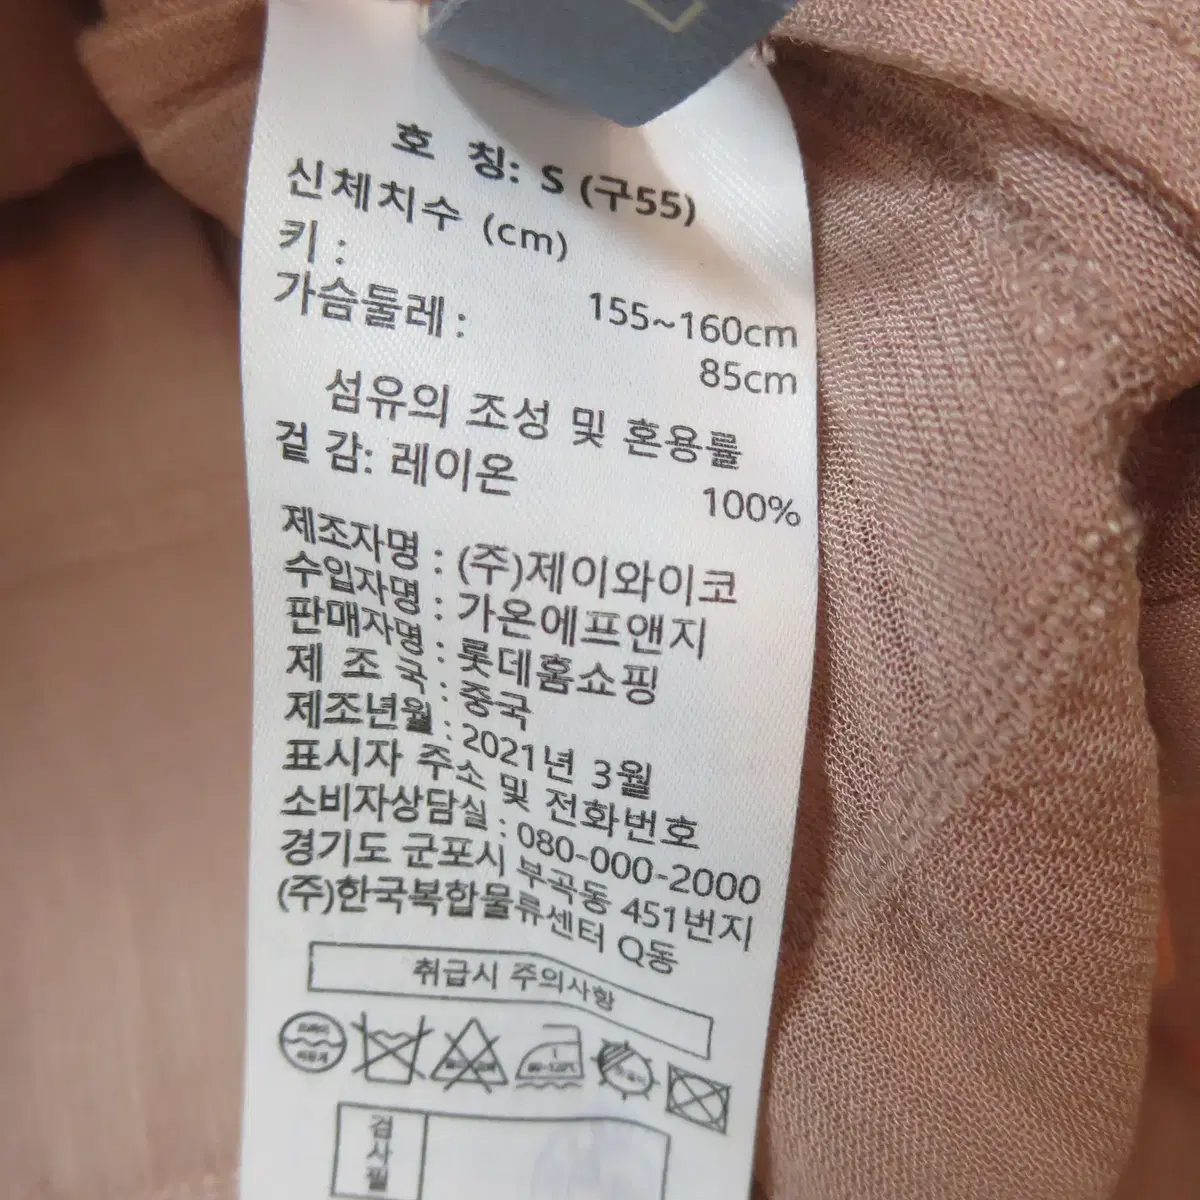 호 칭: S (구55)
신체치수 (cm)
키 : 155~160cm
가슴둘레 : 85cm
섬유의 조성 및 혼용률
겉 감: 레이온 100%
제조자명 : (주)제이와이코
수입자명 : 가온에프앤지
판매자명 : 롯데홈쇼핑
제 조 국 : 중국
제조년월 : 2021년 3월
표시자 주소 및 전화번호
소비자상담실 : 080-000-2000
경기도 군포시 부곡동 451번지
(주)한국복합물류센터 Q동
취급시 주의사항
검사필